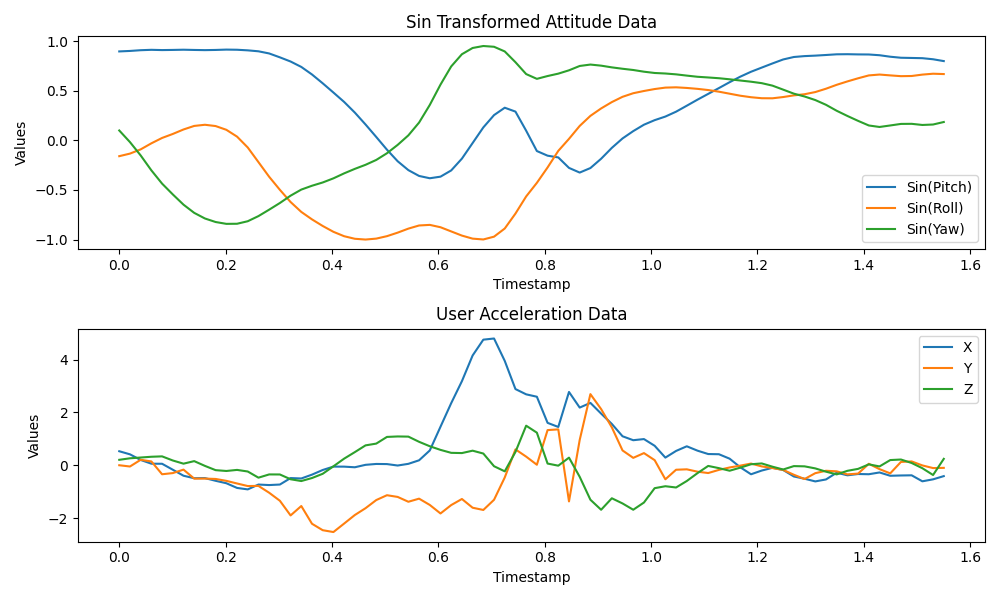 Sin Transformed Attitude Data
Values
1.0
0.5
0.0
−0.5
−1.0
Sin(Pitch)
Sin(Roll)
Sin(Yaw)
0.0 0.2 0.4 0.6 0.8 1.0 1.2 1.4 1.6
Timestamp
User Acceleration Data
Values
4
2
0
−2
X
Y
Z
0.0 0.2 0.4 0.6 0.8 1.0 1.2 1.4 1.6
Timestamp